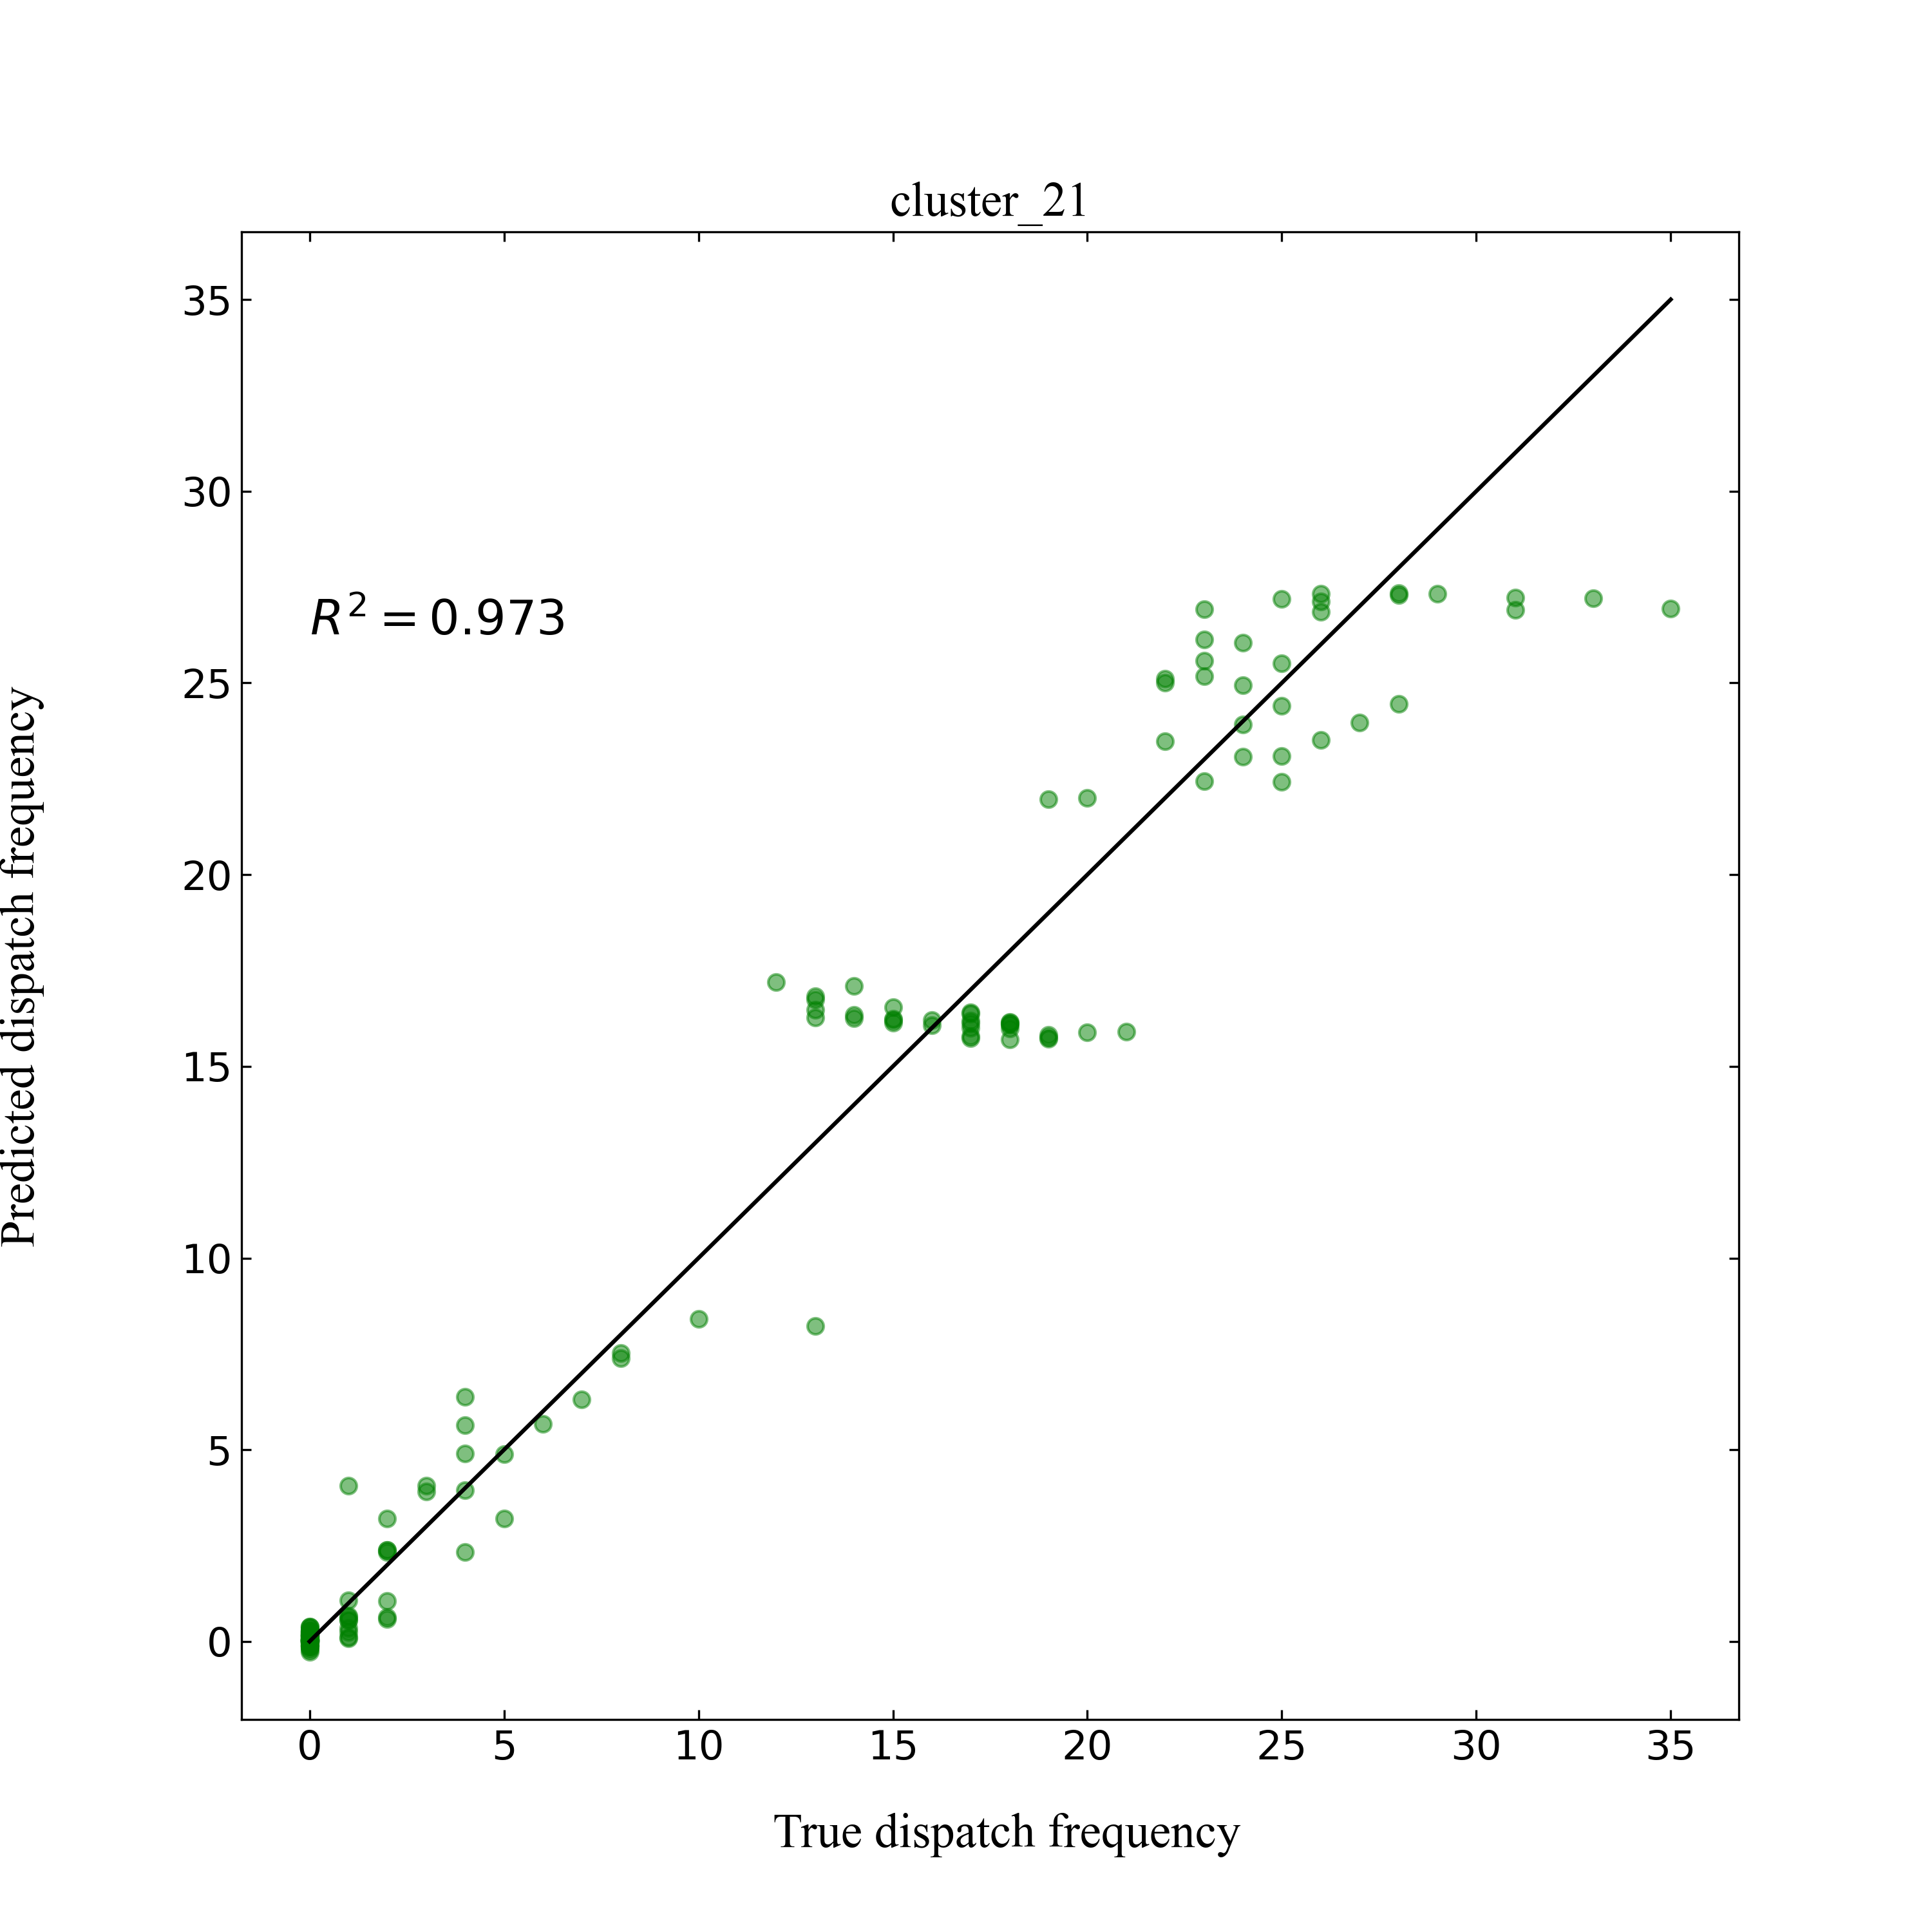 cluster_21
35
30
25
20
15
10
5
0
R² = 0.973
Predicted dispatch frequency
0 5 10 15 20 25 30 35
True dispatch frequency